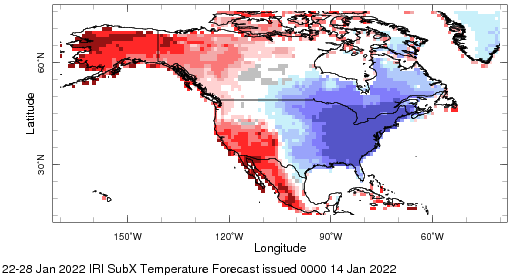 60°N
30°N
Latitude
150°W 120°W 90°W 60°W
Longitude
22-28 Jan 2022 IRI SubX Temperature Forecast issued 0000 14 Jan 2022